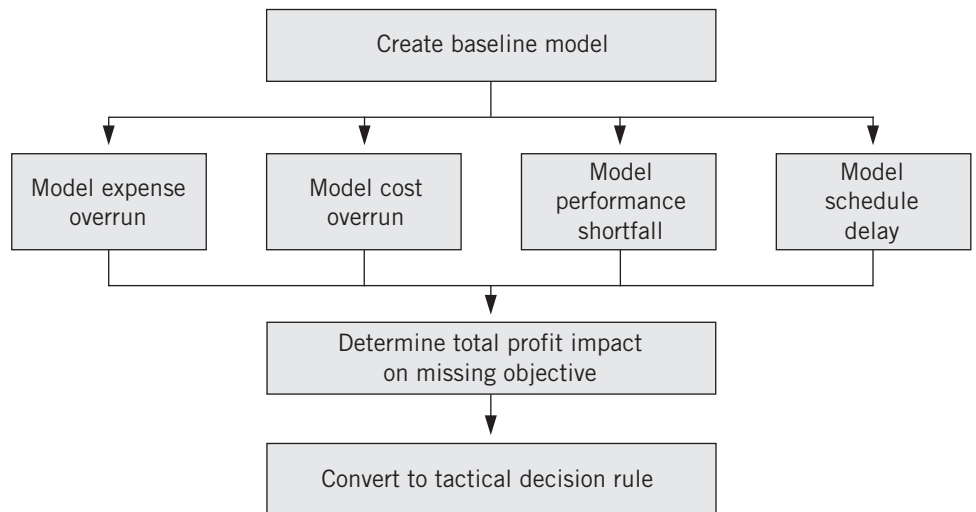 Create baseline model
Model expense
overrun
Model cost
overrun
Model
performance
shortfall
Model
schedule
delay
Determine total profit impact
on missing objective
Convert to tactical decision rule